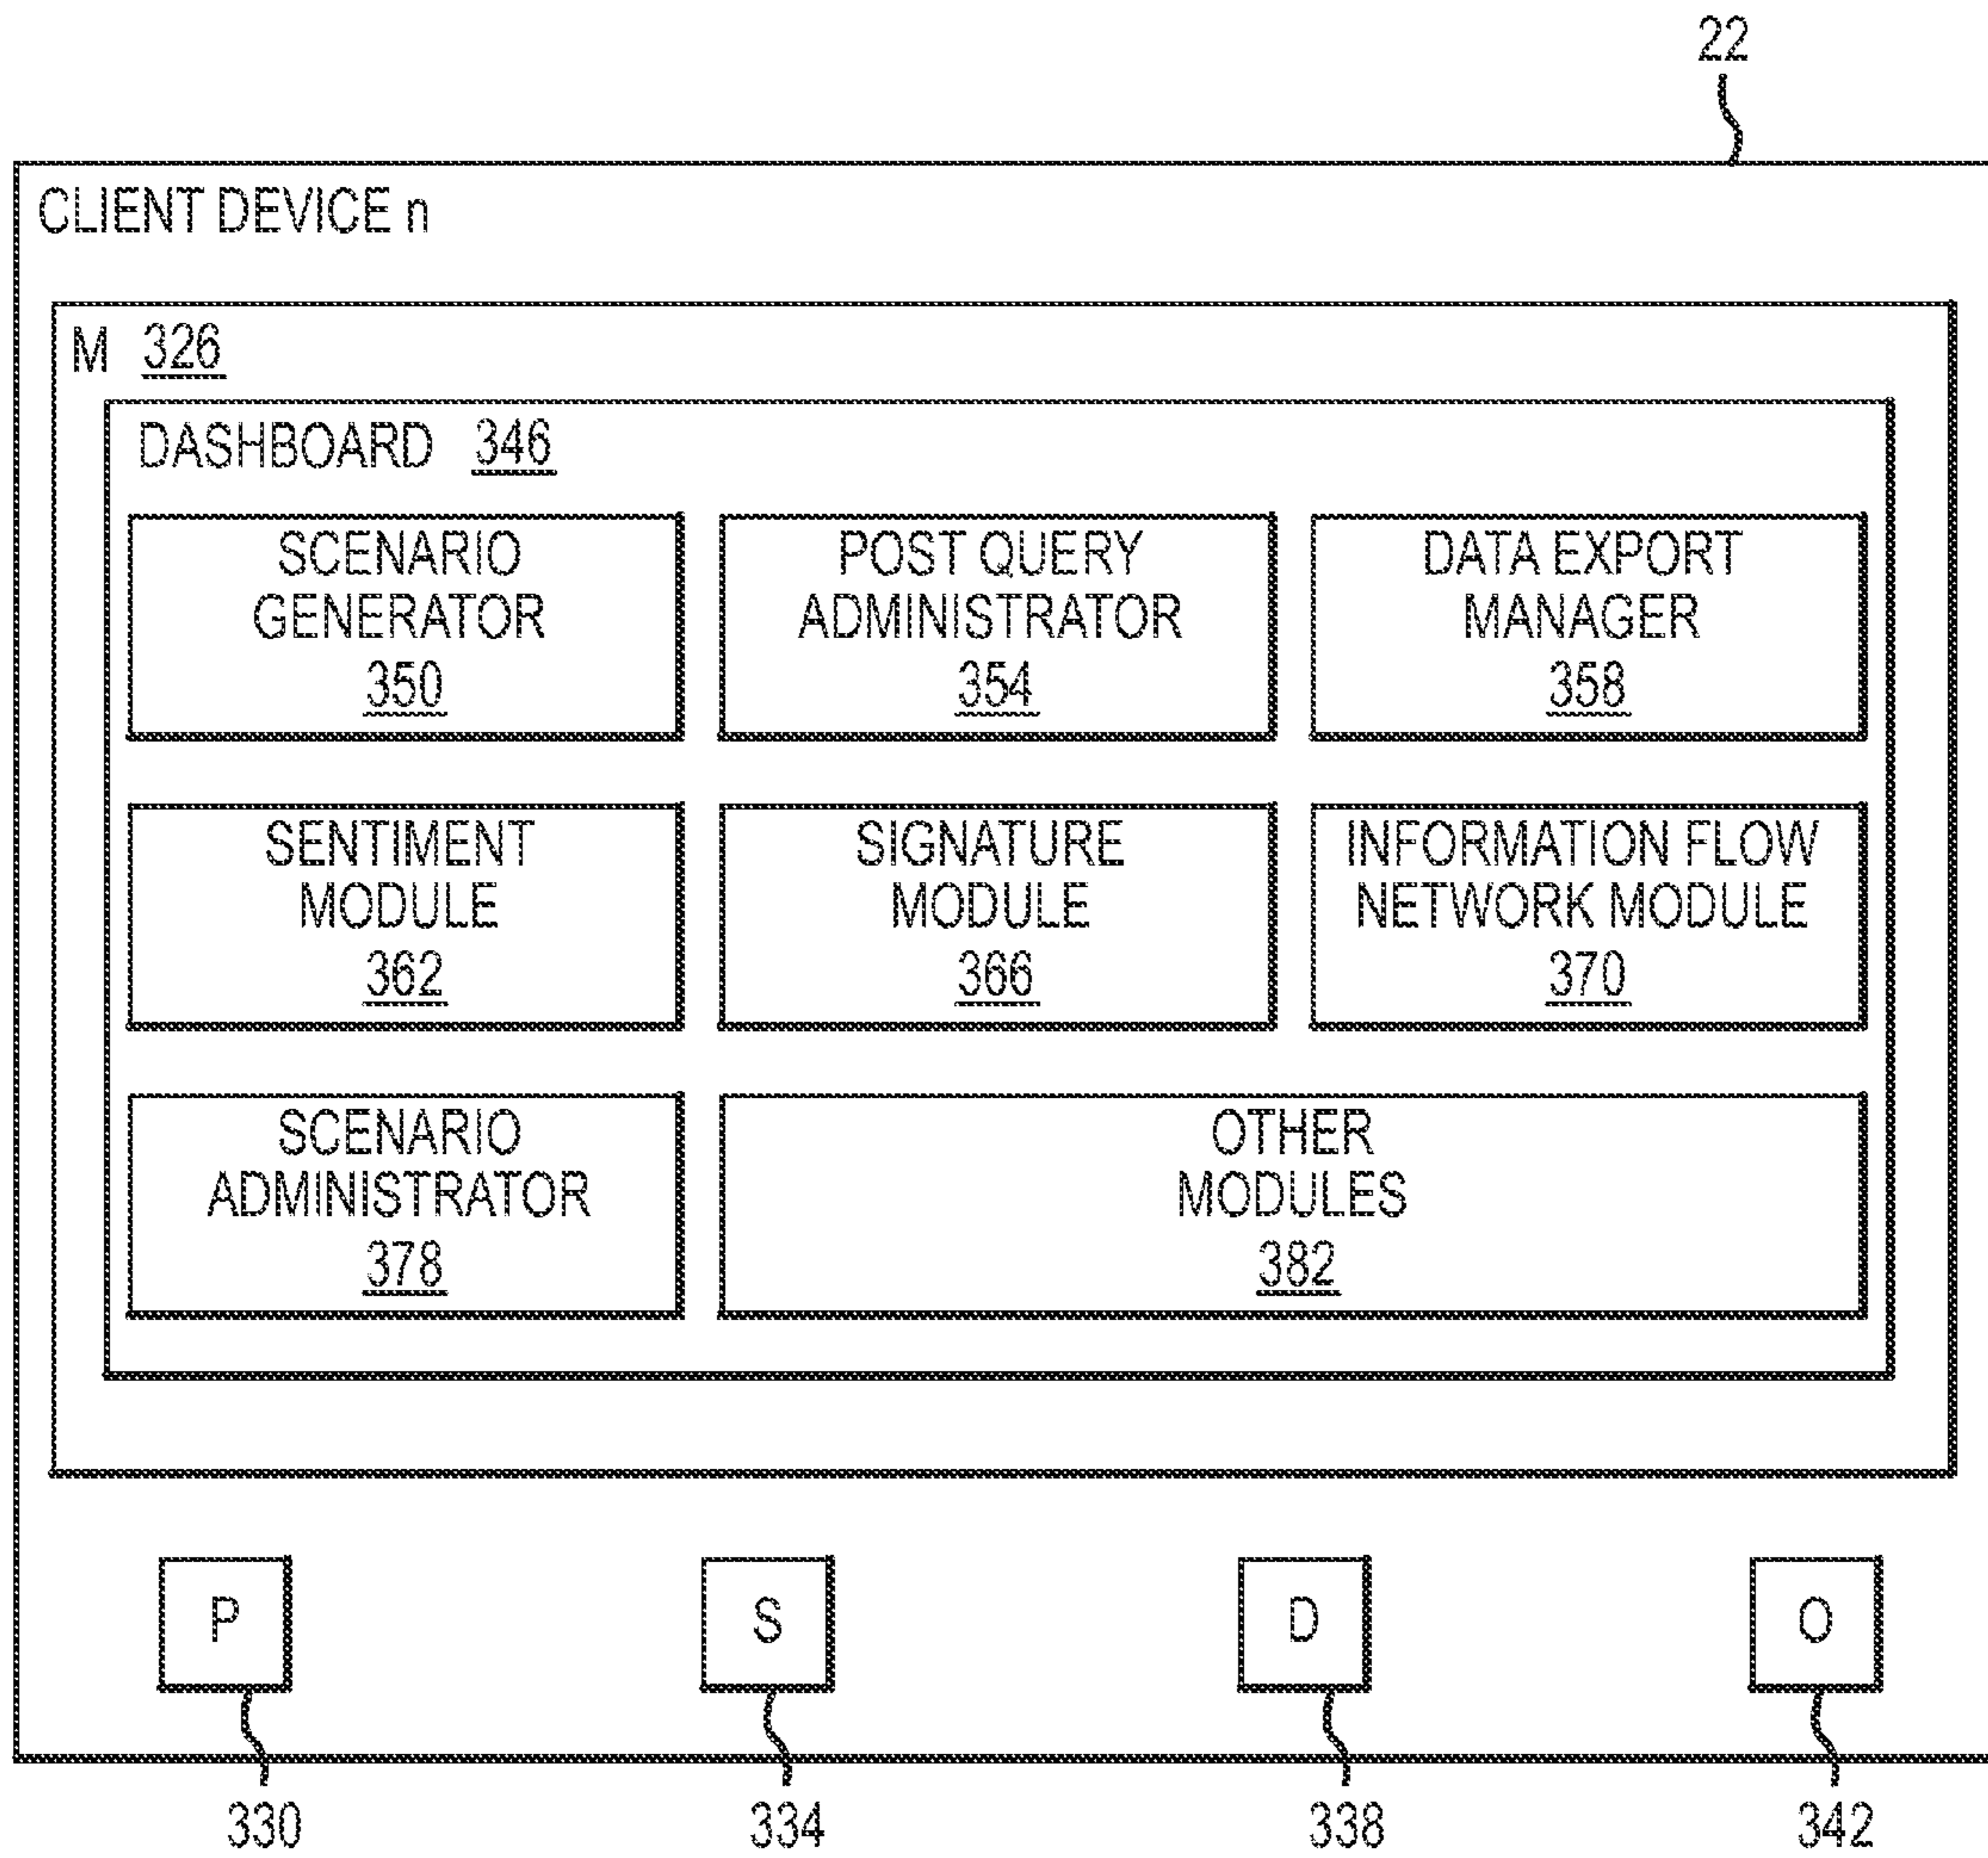 22
CLIENT DEVICE n
M 326
DASHBOARD 346
SCENARIO
GENERATOR
350
POST QUERY
ADMINISTRATOR
354
DATA EXPORT
MANAGER
358
SENTIMENT
MODULE
362
SIGNATURE
MODULE
366
INFORMATION FLOW
NETWORK MODULE
370
SCENARIO
ADMINISTRATOR
378
OTHER
MODULES
382
P
S
D
O
330
334
338
342